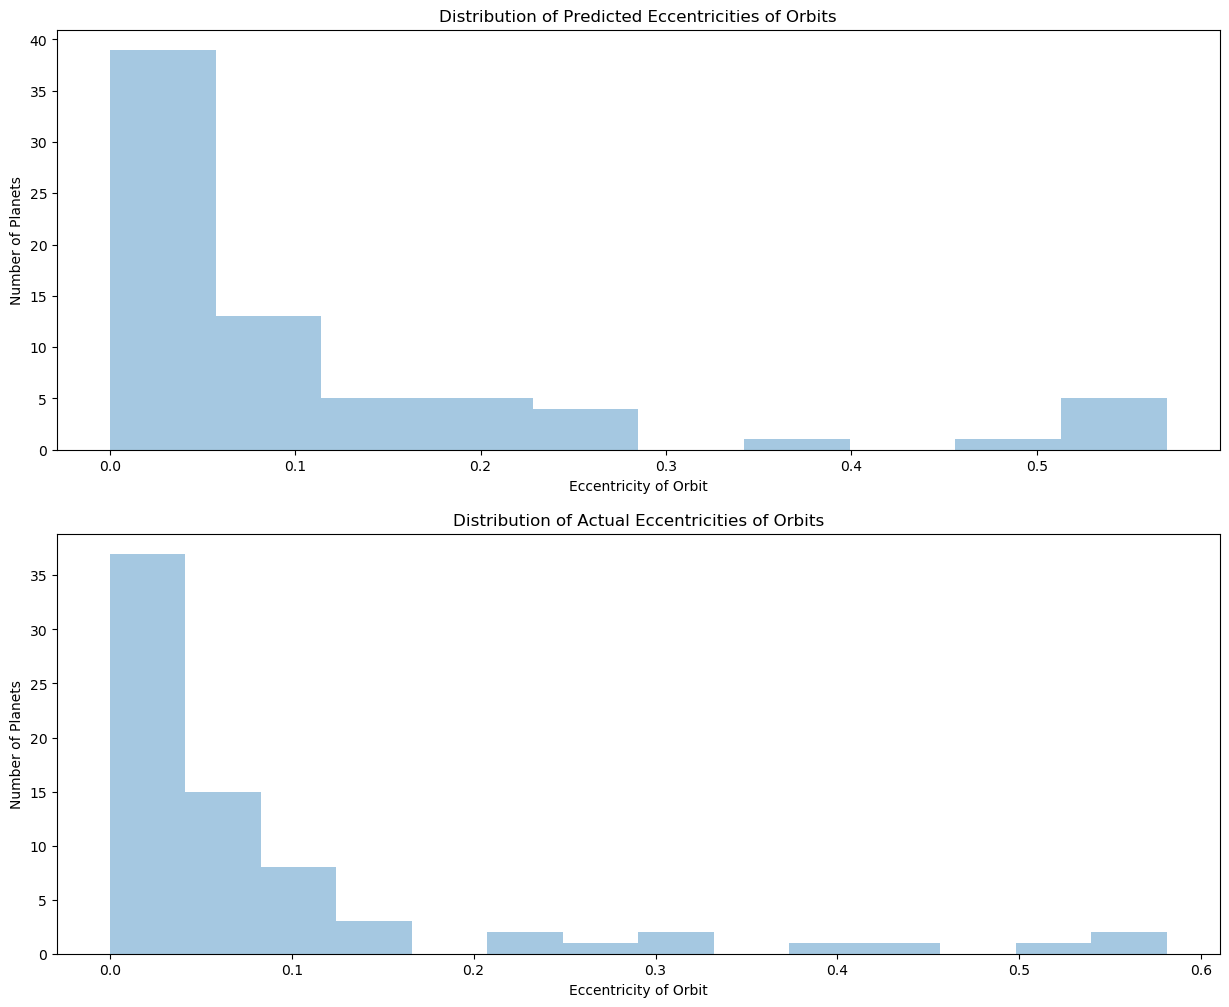 Distribution of Predicted Eccentricities of Orbits
40
35
30
25
20
15
10
5
0
Number of Planets
0.0 0.1 0.2 0.3 0.4 0.5
Eccentricity of Orbit
Distribution of Actual Eccentricities of Orbits
35
30
25
20
15
10
5
0
Number of Planets
0.0 0.1 0.2 0.3 0.4 0.5 0.6
Eccentricity of Orbit